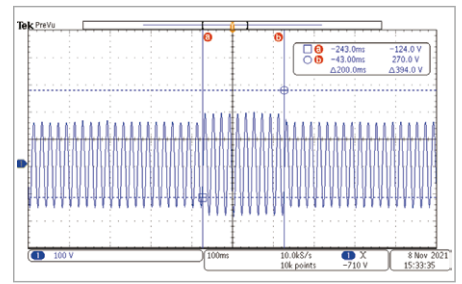 Tek PreVu
a b
a -243.0ms -124.0 V
b -43.00ms 270.0 V
Δ200.0ms Δ394.0 V
1
1 100 V 100ms 10.0kS/s 1 X 8 Nov 2021
10k points -710 V 15:33:35